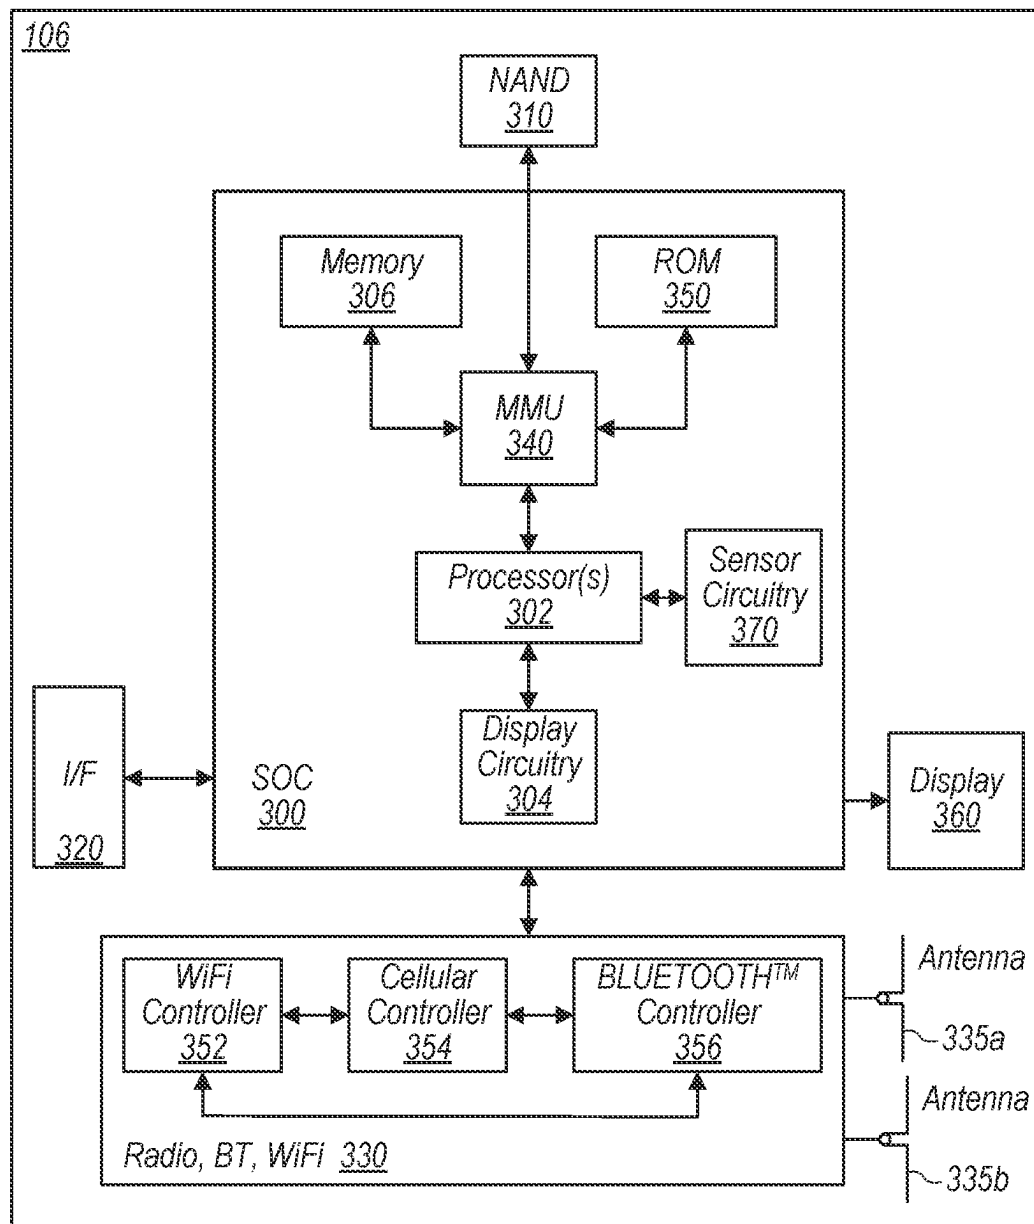 106
NAND
310
Memory
306
ROM
350
MMU
340
Processor(s)
302
Sensor
Circuitry
370
Display
Circuitry
304
I/F
320
SOC
300
Display
360
WiFi
Controller
352
Cellular
Controller
354
BLUETOOTH™
Controller
356
Radio, BT, WiFi 330
Antenna
335a
Antenna
335b